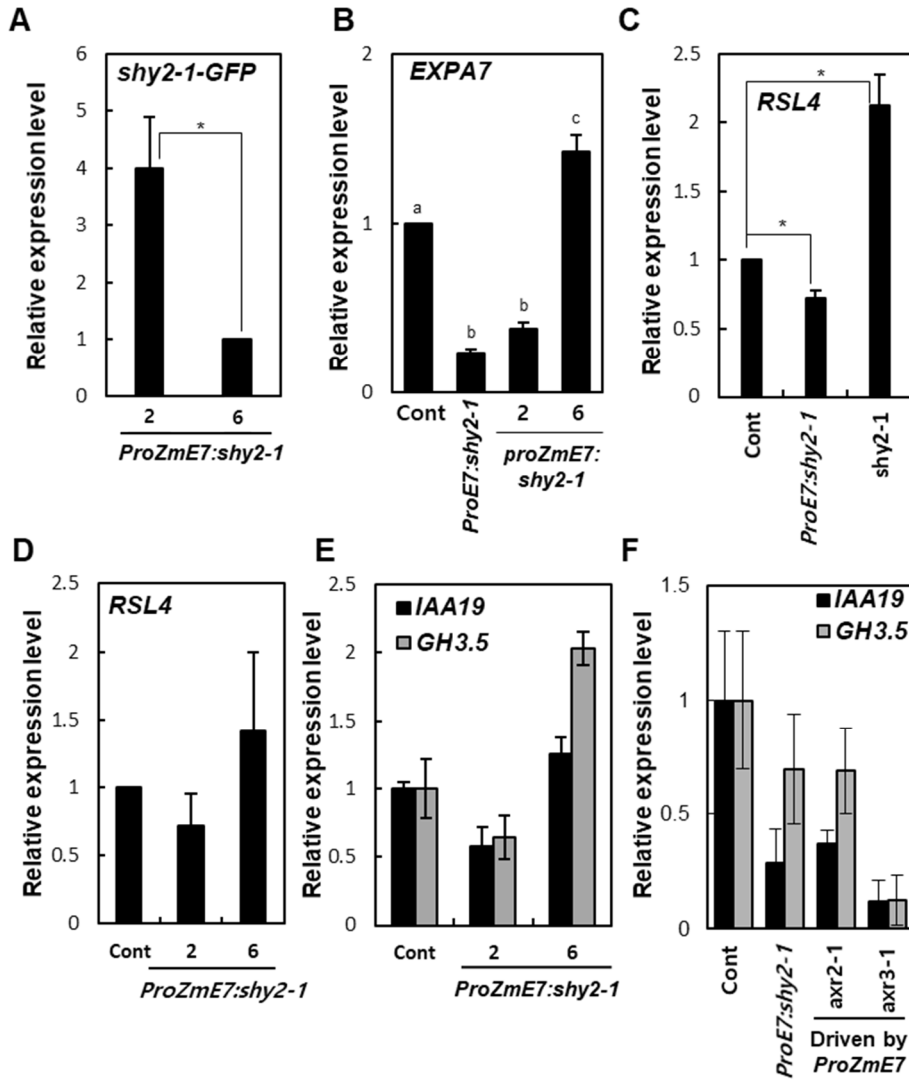 A
Relative expression level
6
5
4
3
2
1
0
shy2-1-GFP
*
2 6
ProZmE7:shy2-1
B
Relative expression level
2
1
0
EXPA7
a
b
b
c
Cont
ProE7:shy2-1
2 6
proZmE7:
shy2-1
C
Relative expression level
2.5
2
1.5
1
0.5
0
*
RSL4
*
Cont
ProE7:shy2-1
shy2-1
D
Relative expression level
2.5
2
1.5
1
0.5
0
RSL4
Cont 2 6
ProZmE7:shy2-1
E
Relative expression level
2.5
2
1.5
1
0.5
0
IAA19
GH3.5
Cont 2 6
ProZmE7:shy2-1
F
Relative expression level
1.5
1
0.5
0
IAA19
GH3.5
Cont
ProE7:shy2-1
axr2-1
axr3-1
Driven by
ProZmE7